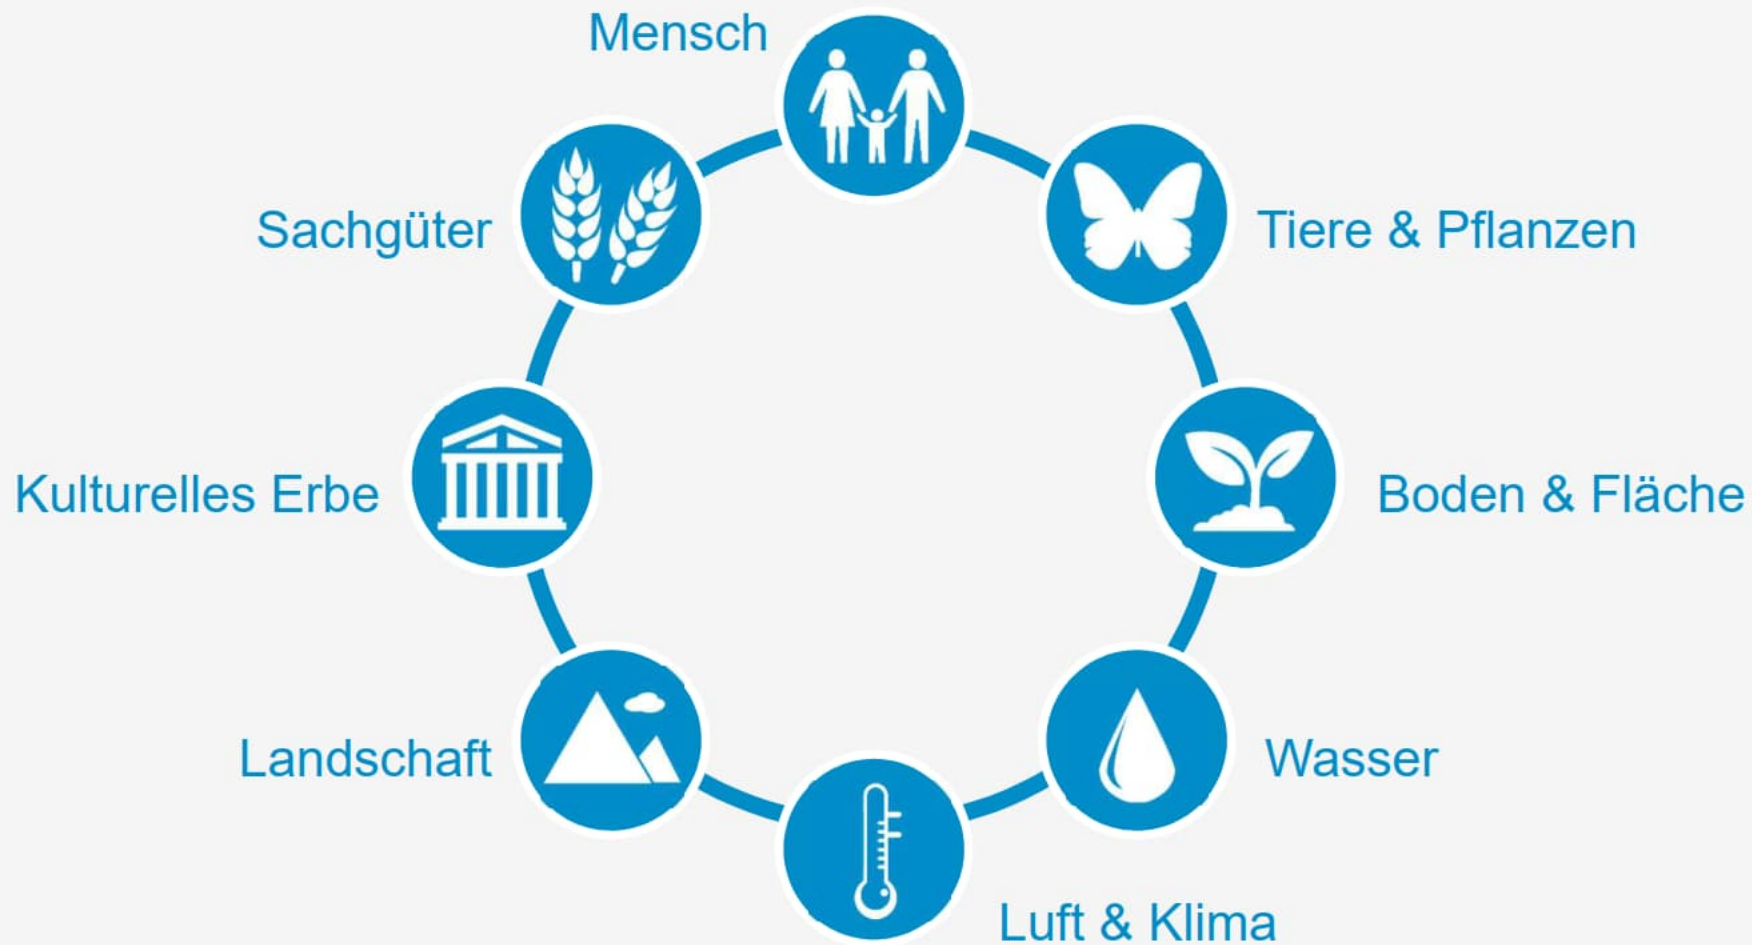 Mensch
Tiere & Pflanzen
Boden & Fläche
Wasser
Luft & Klima
Landschaft
Kulturelles Erbe
Sachgüter